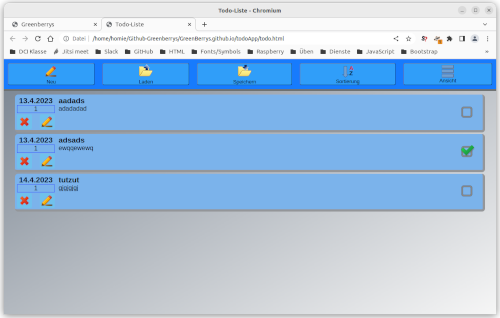 Todo-Liste - Chromium
Greenberrys
Todo-Liste
Datei /home/homie/Github-Greenberrys/GreenBerrys.github.io/todoApp/todo.html
DCI Klasse Jitsi meet Slack GitHub HTML Fonts/Symbols Raspberry Üben Dienste JavaScript Bootstrap
Neu Laden Speichern Sortierung Ansicht
13.4.2023 aadads
1 adadadad
13.4.2023 adsads
1 ewqqewewq
14.4.2023 tutzut
1